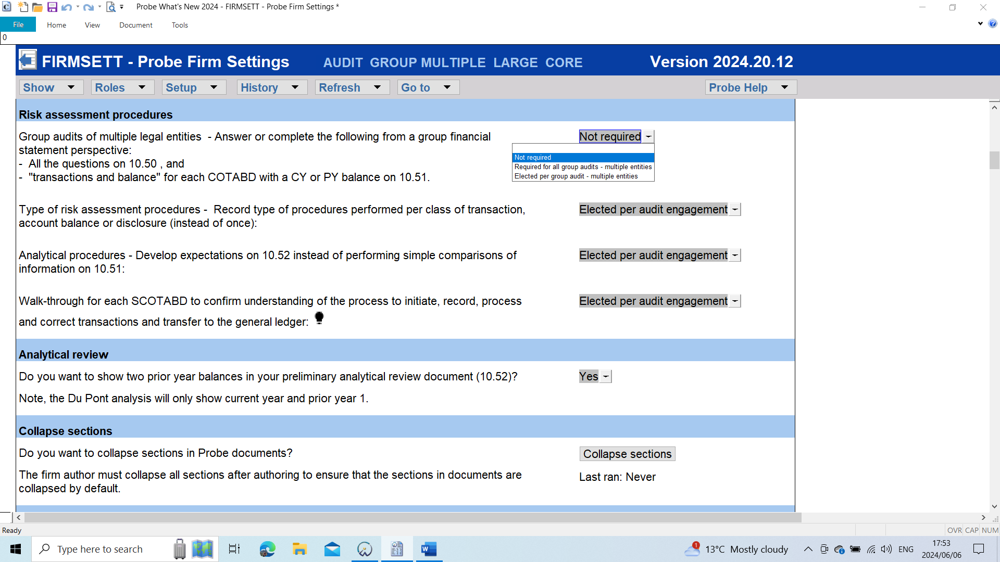 Probe What's New 2024 - FIRMSETT - Probe Firm Settings *
File Home View Document Tools
0
FIRMSETT - Probe Firm Settings AUDIT GROUP MULTIPLE LARGE CORE Version 2024.20.12
Show Roles Setup History Refresh Go to Probe Help
Risk assessment procedures
Group audits of multiple legal entities - Answer or complete the following from a group financial Not required
statement perspective:
- All the questions on 10.50 , and
- "transactions and balance" for each COTABD with a CY or PY balance on 10.51.
Not required
Required for all group audits - multiple entities
Elected per group audit - multiple entities
Type of risk assessment procedures - Record type of procedures performed per class of transaction, Elected per audit engagement
account balance or disclosure (instead of once):
Analytical procedures - Develop expectations on 10.52 instead of performing simple comparisons of Elected per audit engagement
information on 10.51:
Walk-through for each SCOTABD to confirm understanding of the process to initiate, record, process Elected per audit engagement
and correct transactions and transfer to the general ledger:
Analytical review
Do you want to show two prior year balances in your preliminary analytical review document (10.52)? Yes
Note, the Du Pont analysis will only show current year and prior year 1.
Collapse sections
Do you want to collapse sections in Probe documents? Collapse sections
The firm author must collapse all sections after authoring to ensure that the sections in documents are Last ran: Never
collapsed by default.
Ready OVR CAP NUM
Type here to search 1 13°C Mostly cloudy ENG 17:53
2024/06/06